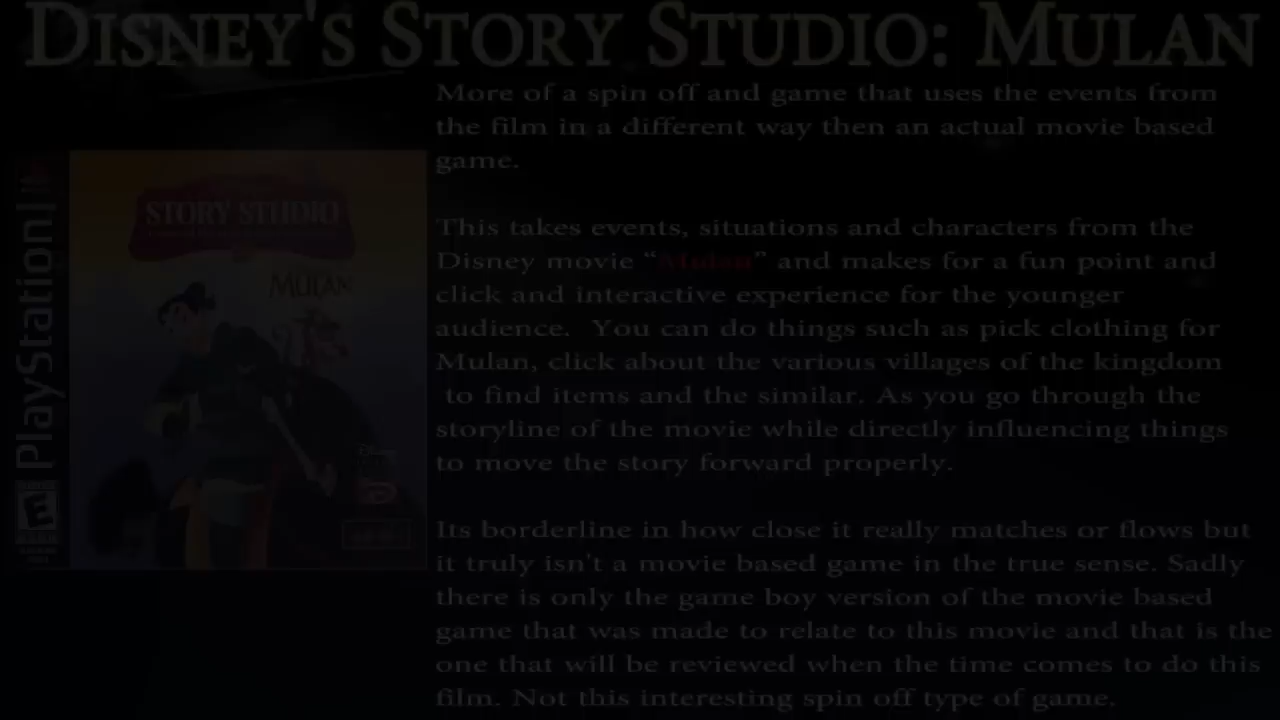 DISNEY'S STORY STUDIO: MULAN
More of a spin off and game that uses the events from
the film in a different way then an actual movie based
game.
This takes events, situations and characters from the
Disney movie “Mulan” and makes for a fun point and
click and interactive experience for the younger
audience. You can do things such as pick clothing for
Mulan, click about the various villages of the kingdom
to find items and the similar. As you go through the
storyline of the movie while directly influencing things
to move the story forward properly.
Its borderline in how close it really matches or flows but
it truly isn't a movie based game in the true sense. Sadly
there is only the game boy version of the movie based
game that was made to relate to this movie and that is the
one that will be reviewed when the time comes to do this
film. Not this interesting spin off type of game.
PlayStation
STORY STUDIO
MULAN
E